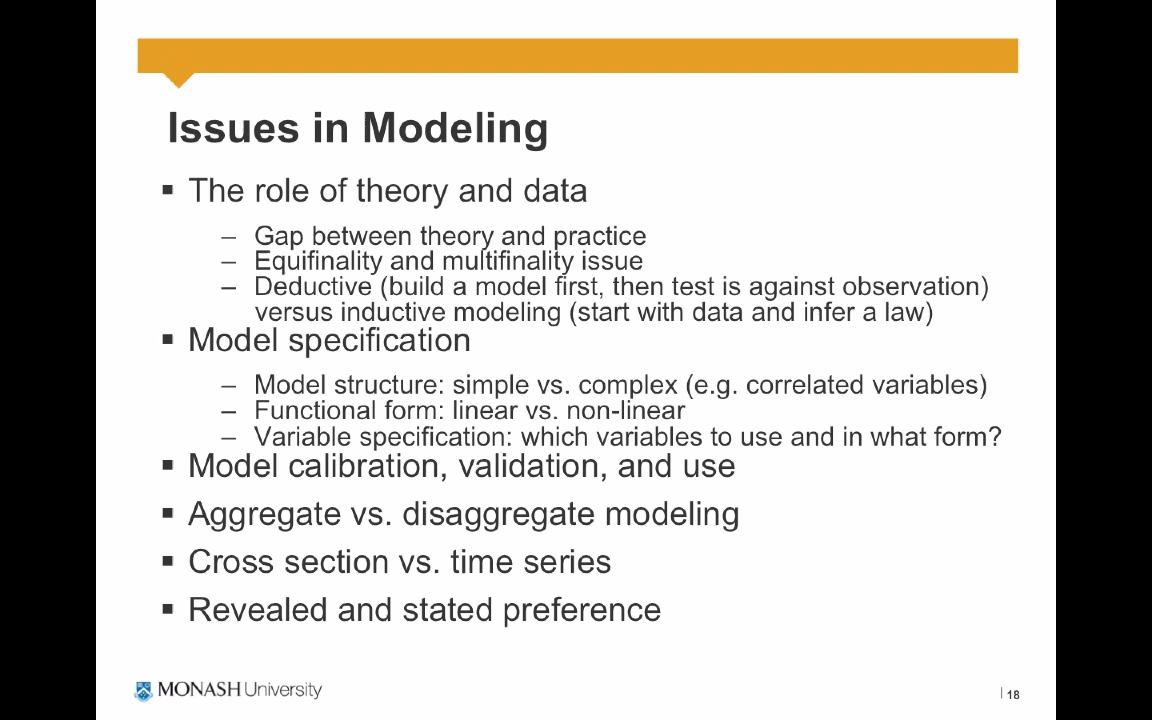 Issues in Modeling
▪ The role of theory and data
– Gap between theory and practice
– Equifinality and multifinality issue
– Deductive (build a model first, then test is against observation)
versus inductive modeling (start with data and infer a law)
▪ Model specification
– Model structure: simple vs. complex (e.g. correlated variables)
– Functional form: linear vs. non-linear
– Variable specification: which variables to use and in what form?
▪ Model calibration, validation, and use
▪ Aggregate vs. disaggregate modeling
▪ Cross section vs. time series
▪ Revealed and stated preference
MONASH University
| 18